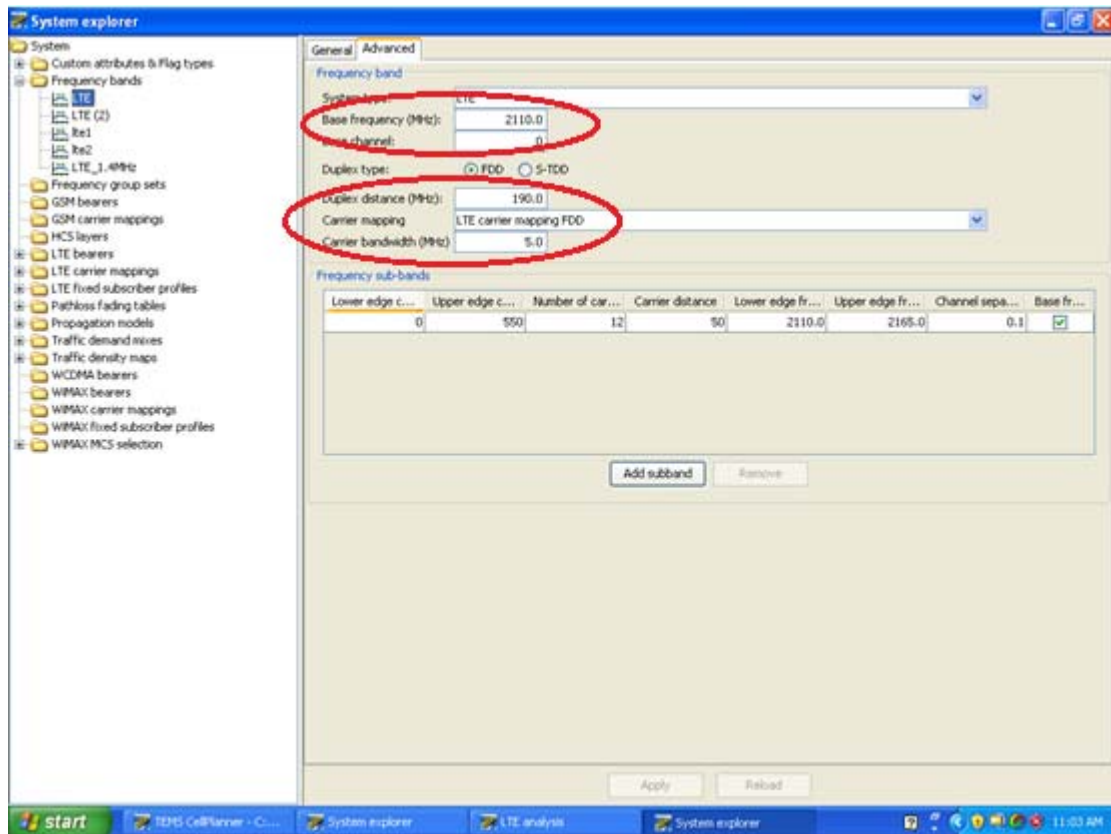 System explorer
System
Custom attributes & Flag types
Frequency bands
LTE
LTE (2)
lte1
lte2
LTE_1.4MHz
Frequency group sets
GSM bearers
GSM carrier mappings
HCS layers
LTE bearers
LTE carrier mappings
LTE fixed subscriber profiles
Pathloss fading tables
Propagation models
Traffic demand mixes
Traffic density maps
WCDMA bearers
WiMAX bearers
WiMAX carrier mappings
WiMAX fixed subscriber profiles
WiMAX MCS selection
General Advanced
Frequency band
System type: LTE
Base frequency (MHz): 2110.0
Base channel: 0
Duplex type: FDD S-TDD
Duplex distance (MHz): 190.0
Carrier mapping LTE carrier mapping FDD
Carrier bandwidth (MHz) 5.0
Frequency sub-bands
Lower edge c... Upper edge c... Number of car... Carrier distance Lower edge fr... Upper edge fr... Channel sepa... Base fr...
0 550 12 50 2110.0 2165.0 0.1
Add subband Remove
Apply Reload
start TEMS CellPlanner - C:... System explorer LTE analysis System explorer 11:03 AM